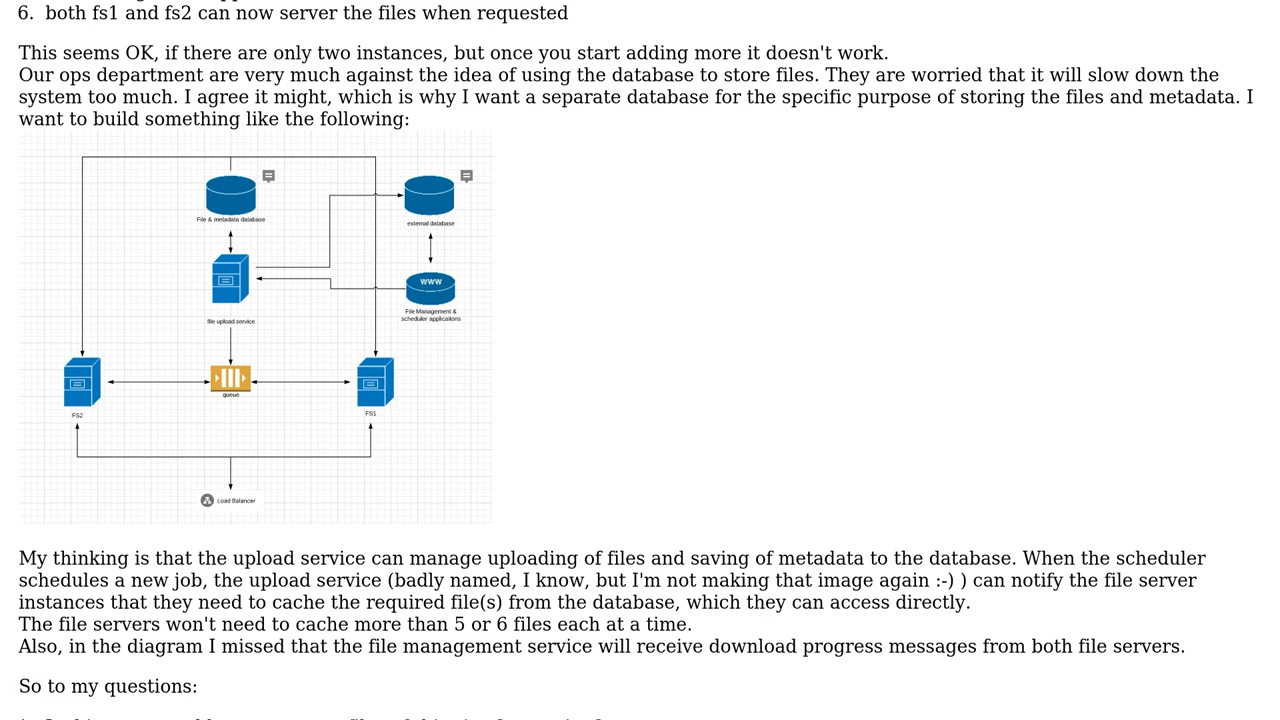 6. both fs1 and fs2 can now server the files when requested
This seems OK, if there are only two instances, but once you start adding more it doesn't work.
Our ops department are very much against the idea of using the database to store files. They are worried that it will slow down the
system too much. I agree it might, which is why I want a separate database for the specific purpose of storing the files and metadata. I
want to build something like the following:
File & metadata database
external database
www
File Management &
scheduler applications
file upload service
queue
FS2
FS1
Load Balancer
My thinking is that the upload service can manage uploading of files and saving of metadata to the database. When the scheduler
schedules a new job, the upload service (badly named, I know, but I'm not making that image again :-) ) can notify the file server
instances that they need to cache the required file(s) from the database, which they can access directly.
The file servers won't need to cache more than 5 or 6 files each at a time.
Also, in the diagram I missed that the file management service will receive download progress messages from both file servers.
So to my questions: